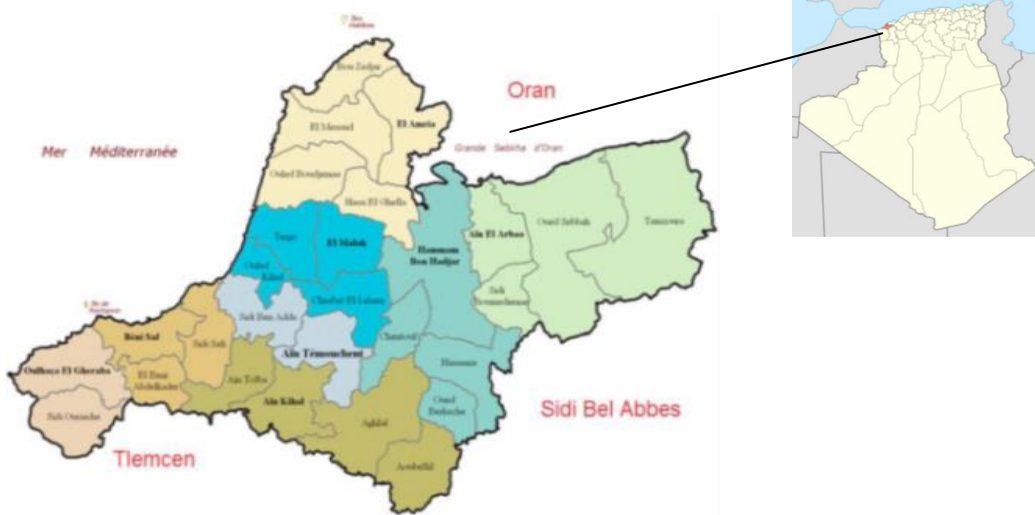 Bou Zedjar
Oran
El Messaid
El Amria
Mer Méditerranée
Grande Sebkha d'Oran
Ouled Boudjemaa
Hassi El Ghella
Tamzoura
Oued Sebbah
Aïn El Arbaa
Terga
El Malah
Hammam
Bou Hadjar
Ouled
Kihal
Chaabat El Leham
Sidi
Boumediene
Sidi Ben Adda
Béni Saf
Sidi Safi
Chentouf
Aïn Témouchent
Hassasna
Oulhaça El Gheraba
El Emir
Abdelkader
Aïn Tolba
Aïn Kihal
Oued
Berkeche
Sidi Bel Abbes
Sidi Ouriache
Aghlal
Tlemcen
Aoubellil